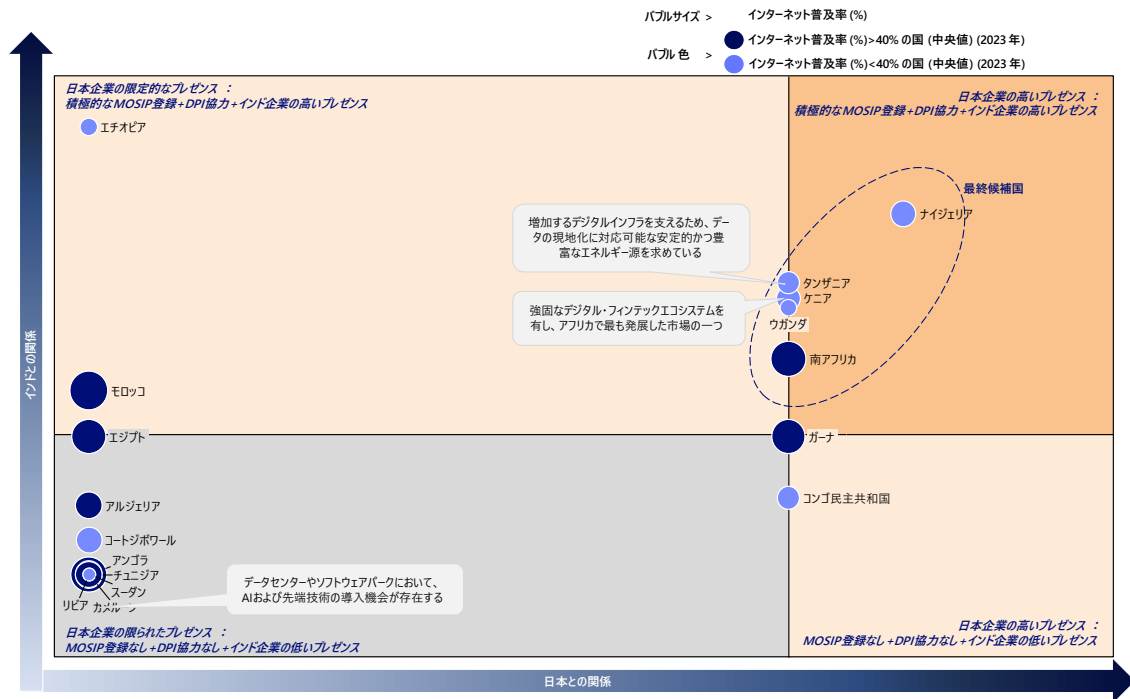 バブルサイズ > インターネット普及率 (%)
インターネット普及率 (%)>40% の国 (中央値) (2023 年)
バブル 色 >
インターネット普及率 (%)<40% の国 (中央値) (2023 年)
日本企業の限定的なプレゼンス :
積極的なMOSIP登録+DPI協力+インド企業の高いプレゼンス
日本企業の高いプレゼンス :
積極的なMOSIP登録+DPI協力+インド企業の高いプレゼンス
エチオピア
最終候補国
ナイジェリア
増加するデジタルインフラを支えるため、デー
タの現地化に対応可能な安定的かつ豊
富なエネルギー源を求めている
タンザニア
ケニア
強固なデジタル・フィンテックエコシステムを
有し、アフリカで最も発展した市場の一つ
ウガンダ
南アフリカ
インドとの関係
モロッコ
エジプト
ガーナ
アルジェリア
コンゴ民主共和国
コートジボワール
アンゴラ
チュニジア
スーダン
リビア カメルーン
データセンターやソフトウェアパークにおいて、
AIおよび先端技術の導入機会が存在する
日本企業の限られたプレゼンス :
MOSIP登録なし+DPI協力なし+インド企業の低いプレゼンス
日本企業の高いプレゼンス :
MOSIP登録なし+DPI協力なし+インド企業の低いプレゼンス
日本との関係